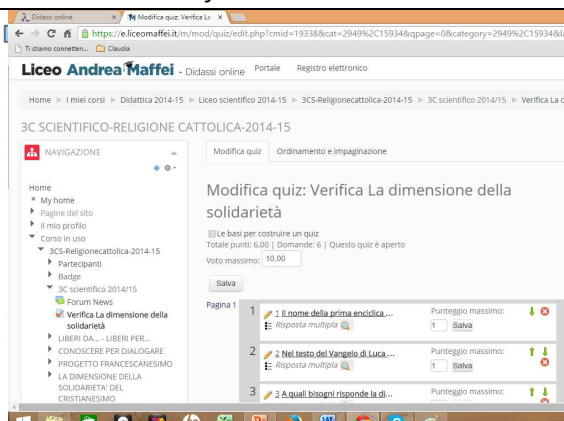 Didassi online
Modifica quiz: Verifica La
https://e.liceomaffei.it/m/mod/quiz/edit.php?cmid=19338&cat=2949%2C15934&qpage=0&category=2949%2C15934&la
Ti stiamo connetten...
Claudia
Liceo Andrea Maffei - Didassi online
Portale
Registro elettronico
Home
I miei corsi
Didattica 2014-15
Liceo scientifico 2014-15
3CS-Religionecattolica-2014-15
3C scientifico 2014/15
Verifica La d
3C SCIENTIFICO-RELIGIONE CATTOLICA-2014-15
NAVIGAZIONE
Home
My home
Pagine del sito
Il mio profilo
Corso in uso
3CS-Religionecattolica-2014-15
Partecipanti
Badge
3C scientifico 2014/15
Forum News
Verifica La dimensione della
solidarietà
LIBERI DA... - LIBERI PER...
CONOSCERE PER DIALOGARE
PROGETTO FRANCESCANESIMO
LA DIMENSIONE DELLA
SOLIDARIETA' DEL
CRISTIANESIMO
Modifica quiz
Ordinamento e impaginazione
Modifica quiz: Verifica La dimensione della
solidarietà
Le basi per costruire un quiz
Totale punti: 6,00 | Domande: 6 | Questo quiz è aperto
Voto massimo: 10,00
Salva
Pagina 1
1
1 Il nome della prima enciclica ...
Risposta multipla
Punteggio massimo:
1 Salva
2
2 Nel testo del Vangelo di Luca ...
Risposta multipla
Punteggio massimo:
1 Salva
3
3 A quali bisogni risponde la di...
Punteggio massimo: